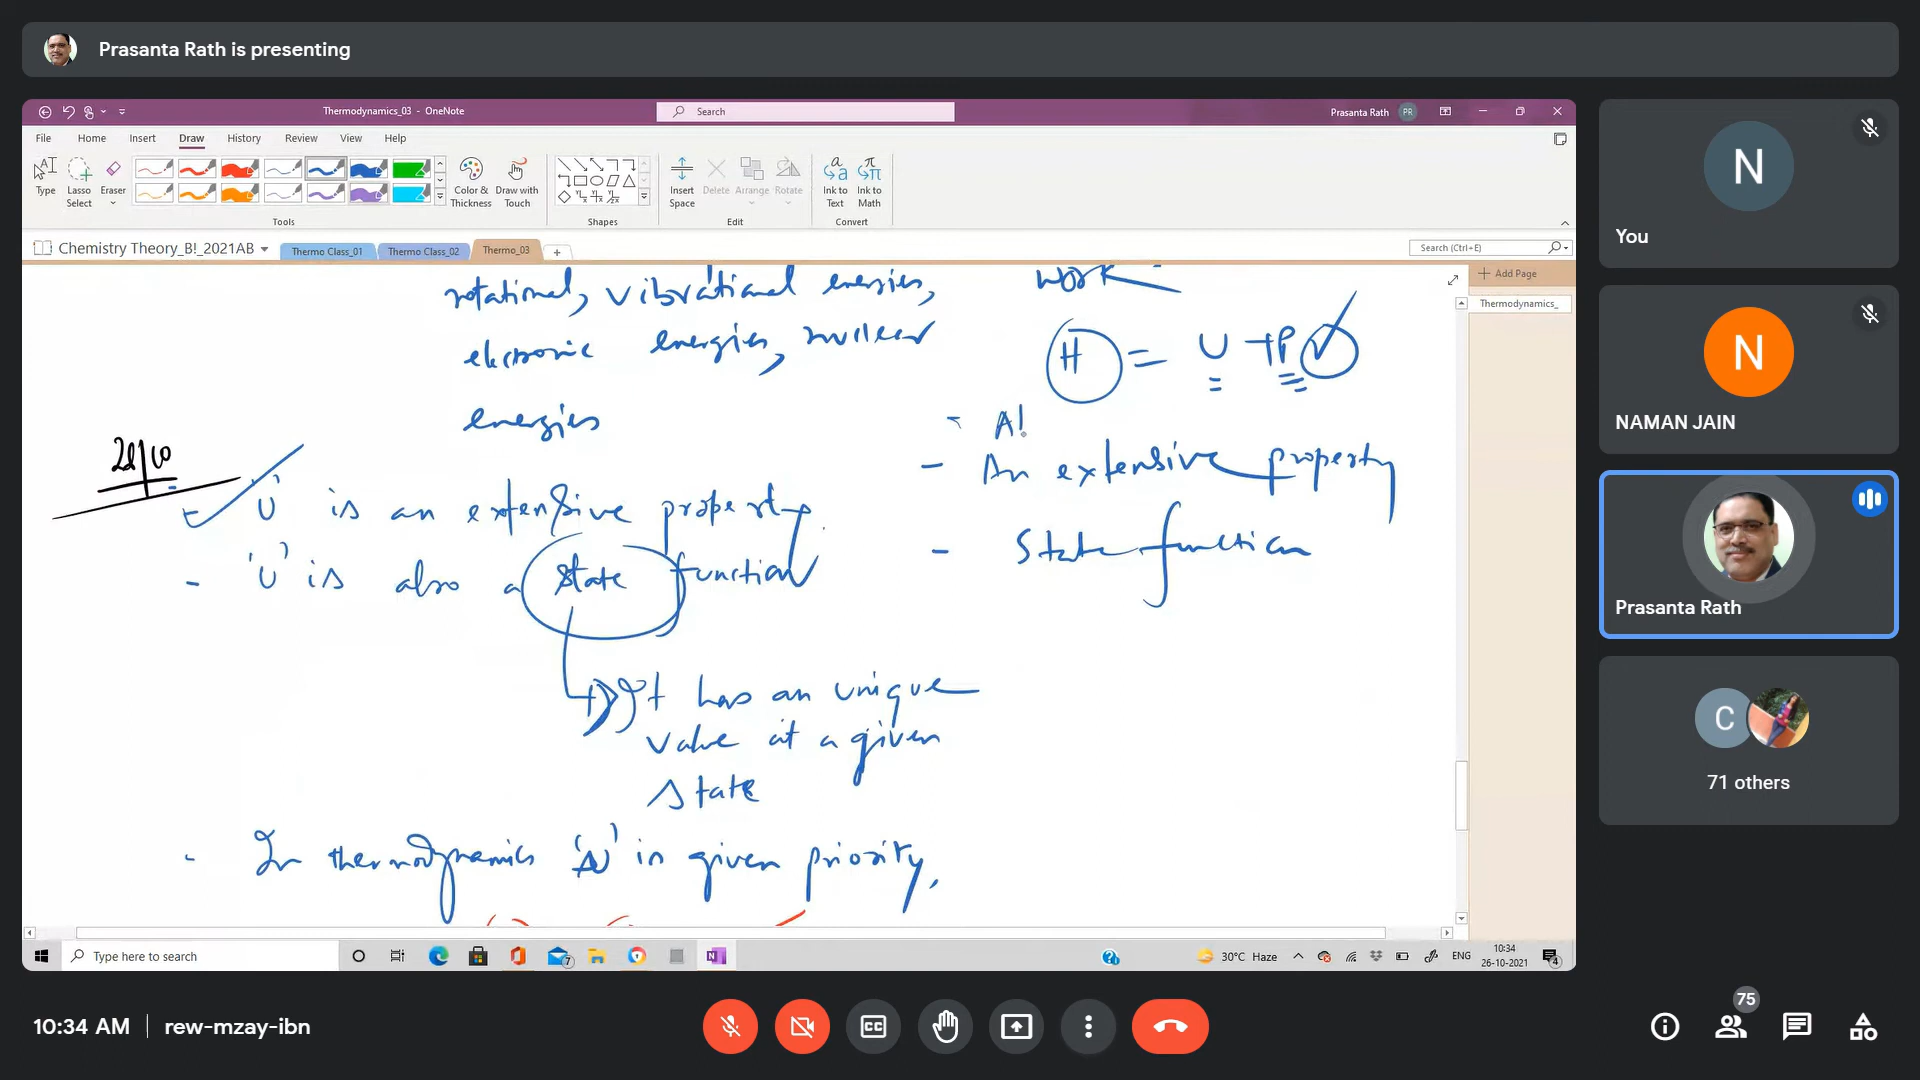 Prasanta Rath is presenting
Thermodynamics_03 - OneNote
Search
Prasanta Rath
PR
File Home Insert Draw History Review View Help
Type
Lasso Select
Eraser
Color & Thickness
Draw with Touch
Insert Space
Delete
Arrange
Rotate
Ink to Text
Ink to Math
Tools
Shapes
Edit
Convert
Chemistry Theory_B!_2021AB
Thermo Class_01
Thermo Class_02
Thermo_03
Search (Ctrl+E)
Add Page
Thermodynamics_
rotational, vibrational energies,
electronic energies, nuclear
energies
'U' is an extensive property.
- 'U' is also a state function
It has an unique
value at a given
state
- In thermodynamics 'ΔU' is given priority,
work
H = U + PV
- An extensive property
- State function
Type here to search
7
30°C Haze
ENG
10:34
26-10-2021
4
N
You
N
NAMAN JAIN
Prasanta Rath
C
71 others
10:34 AM
rew-mzay-ibn
75